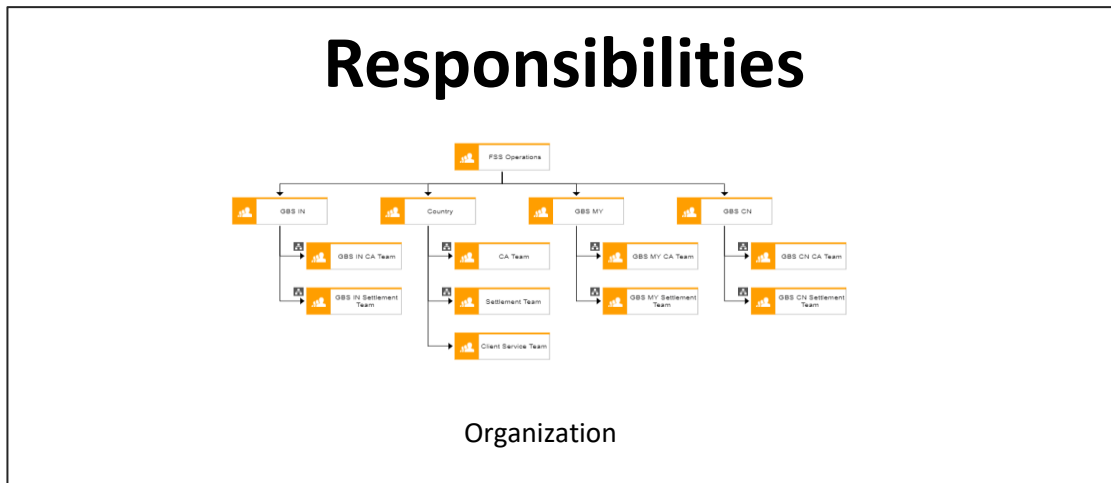 Responsibilities
FSS Operations
GBS IN
Country
GBS MY
GBS CN
GBS IN CA Team
CA Team
GBS MY CA Team
GBS CN CA Team
GBS IN Settlement
Team
Settlement Team
GBS MY Settlement
Team
GBS CN Settlement
Team
Client Service Team
Organization